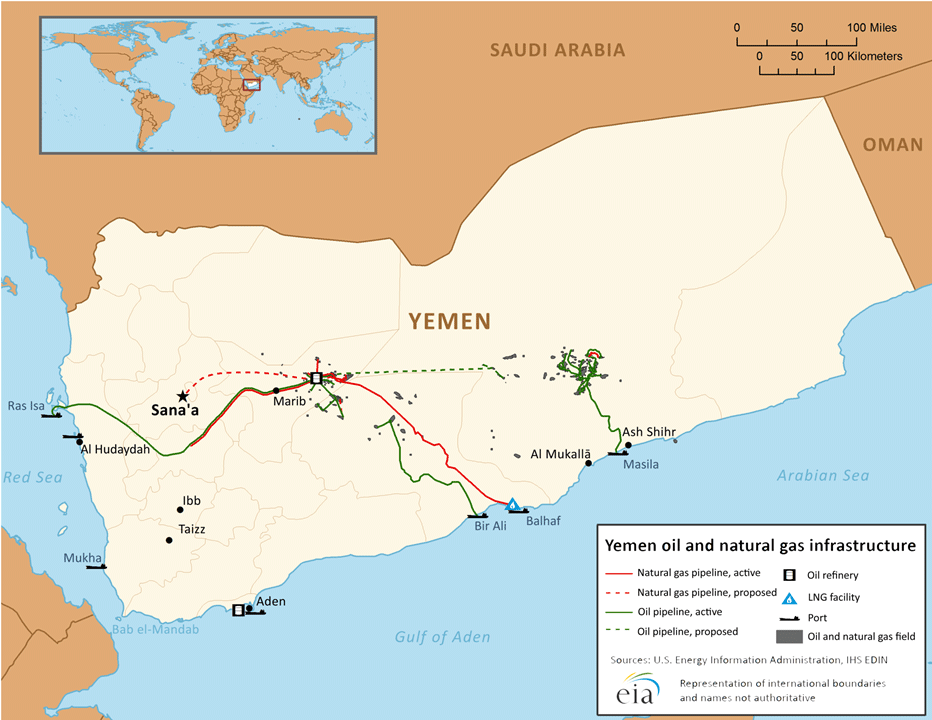 SAUDI ARABIA
0 50 100 Miles
0 50 100 Kilometers
OMAN
YEMEN
Ras Isa
Sana'a
Marib
Al Hudaydah
Ash Shihr
Al Mukallā
Masila
Red Sea
Arabian Sea
Ibb
Bir Ali
Balhaf
Taizz
Mukha
Aden
Bab el-Mandab
Gulf of Aden
Yemen oil and natural gas infrastructure
Natural gas pipeline, active
Natural gas pipeline, proposed
Oil pipeline, active
Oil pipeline, proposed
Oil refinery
LNG facility
Port
Oil and natural gas field
Sources: U.S. Energy Information Administration, IHS EDIN
eia
Representation of international boundaries
and names not authoritative